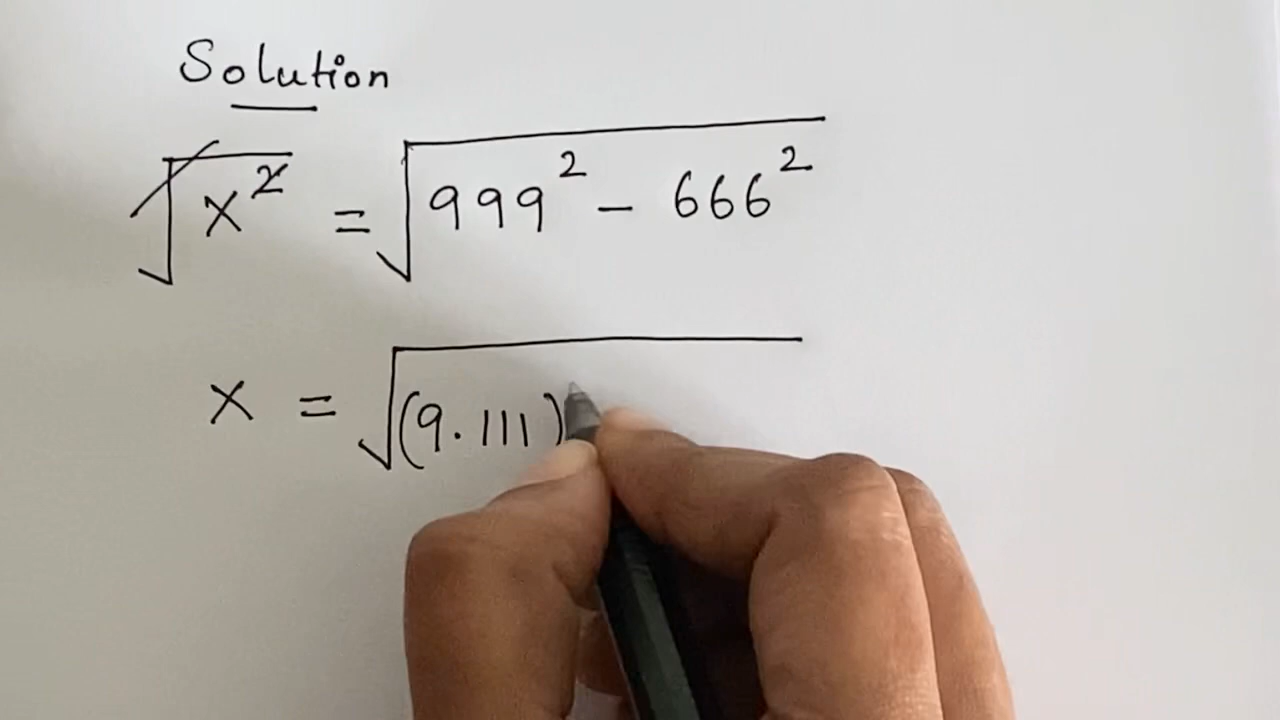 Solution
√x² = √999² − 666²
x = √(9.111)